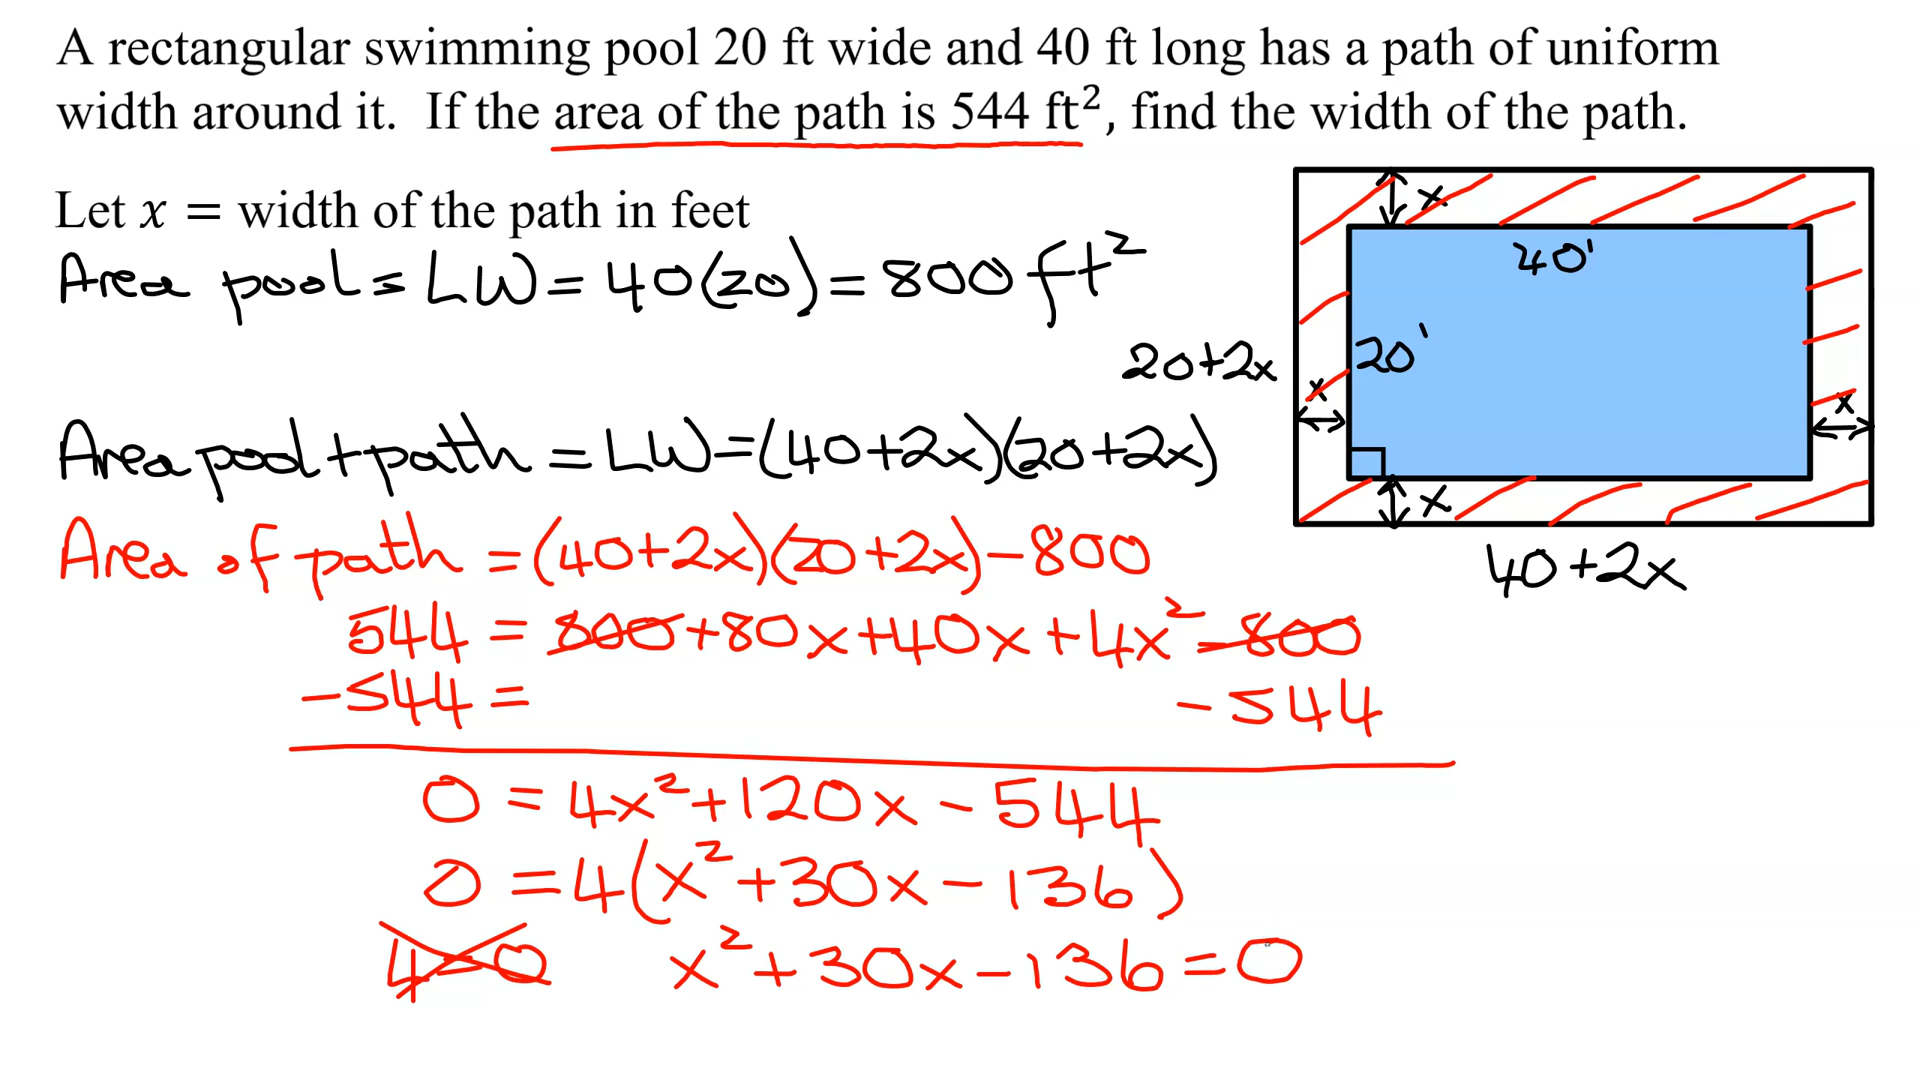 A rectangular swimming pool 20 ft wide and 40 ft long has a path of uniform
width around it. If the area of the path is 544 ft², find the width of the path.
Let x = width of the path in feet
Area pool = LW = 40(20) = 800 ft²
Area pool + path = LW = (40+2x)(20+2x)
Area of path = (40+2x)(20+2x) - 800
544 = 800 + 80x + 40x + 4x² - 800
-544 = - 544
0 = 4x² + 120x - 544
0 = 4(x² + 30x - 136)
4=0 x² + 30x - 136 = 0
x
40'
20+2x
20'
x
x
x
40+2x